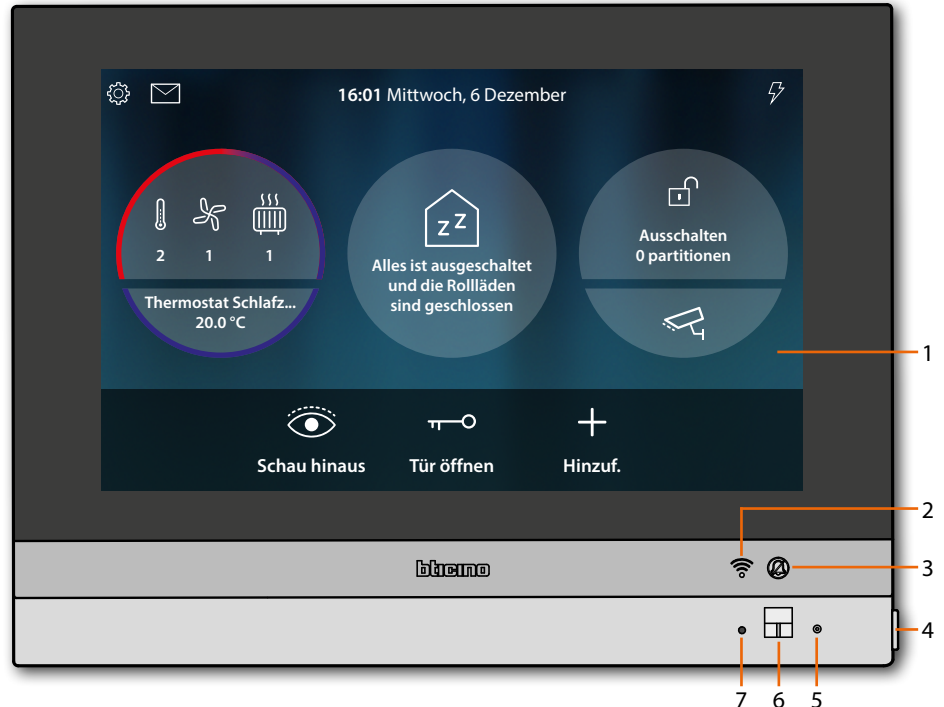 16:01 Mittwoch, 6 Dezember
2 1 1
Thermostat Schlafz...
20.0 °C
zZ
Alles ist ausgeschaltet
und die Rollläden
sind geschlossen
Ausschalten
0 partitionen
Schau hinaus
Tür öffnen
Hinzuf.
bticino
1
2
3
4
7 6 5